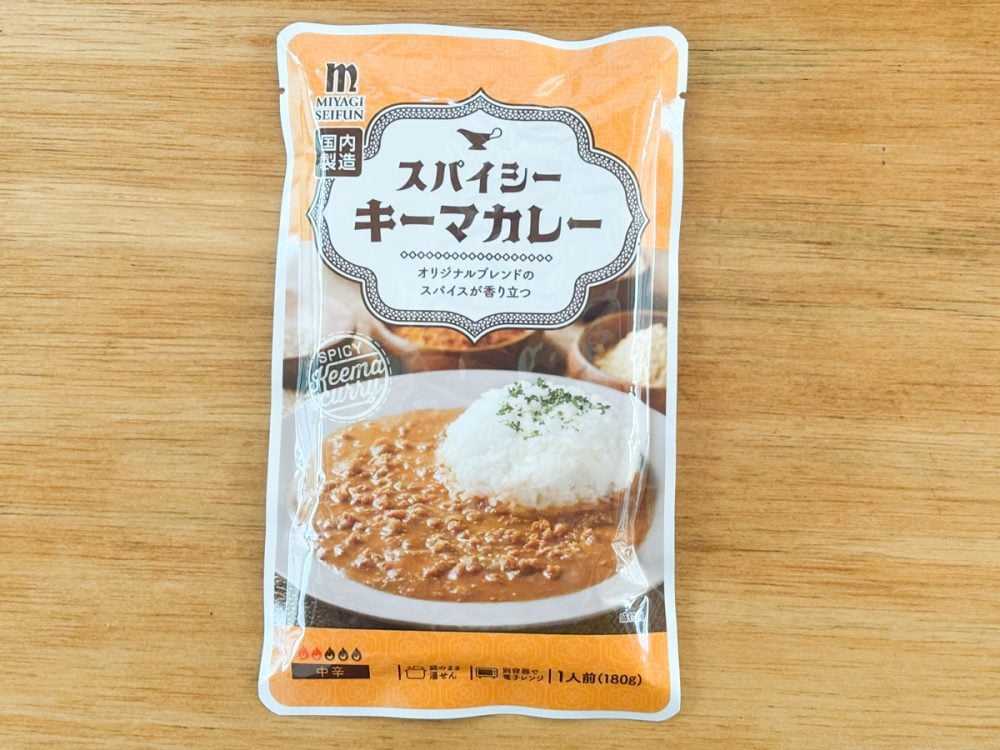 m
MIYAGI
SEIFUN
国内
製造
スパイシー
キーマカレー
オリジナルブレンドの
スパイスが香り立つ
SPICY
Keema
curry
中辛
袋のまま
湯せん
別容器で
電子レンジ
1人前(180g)